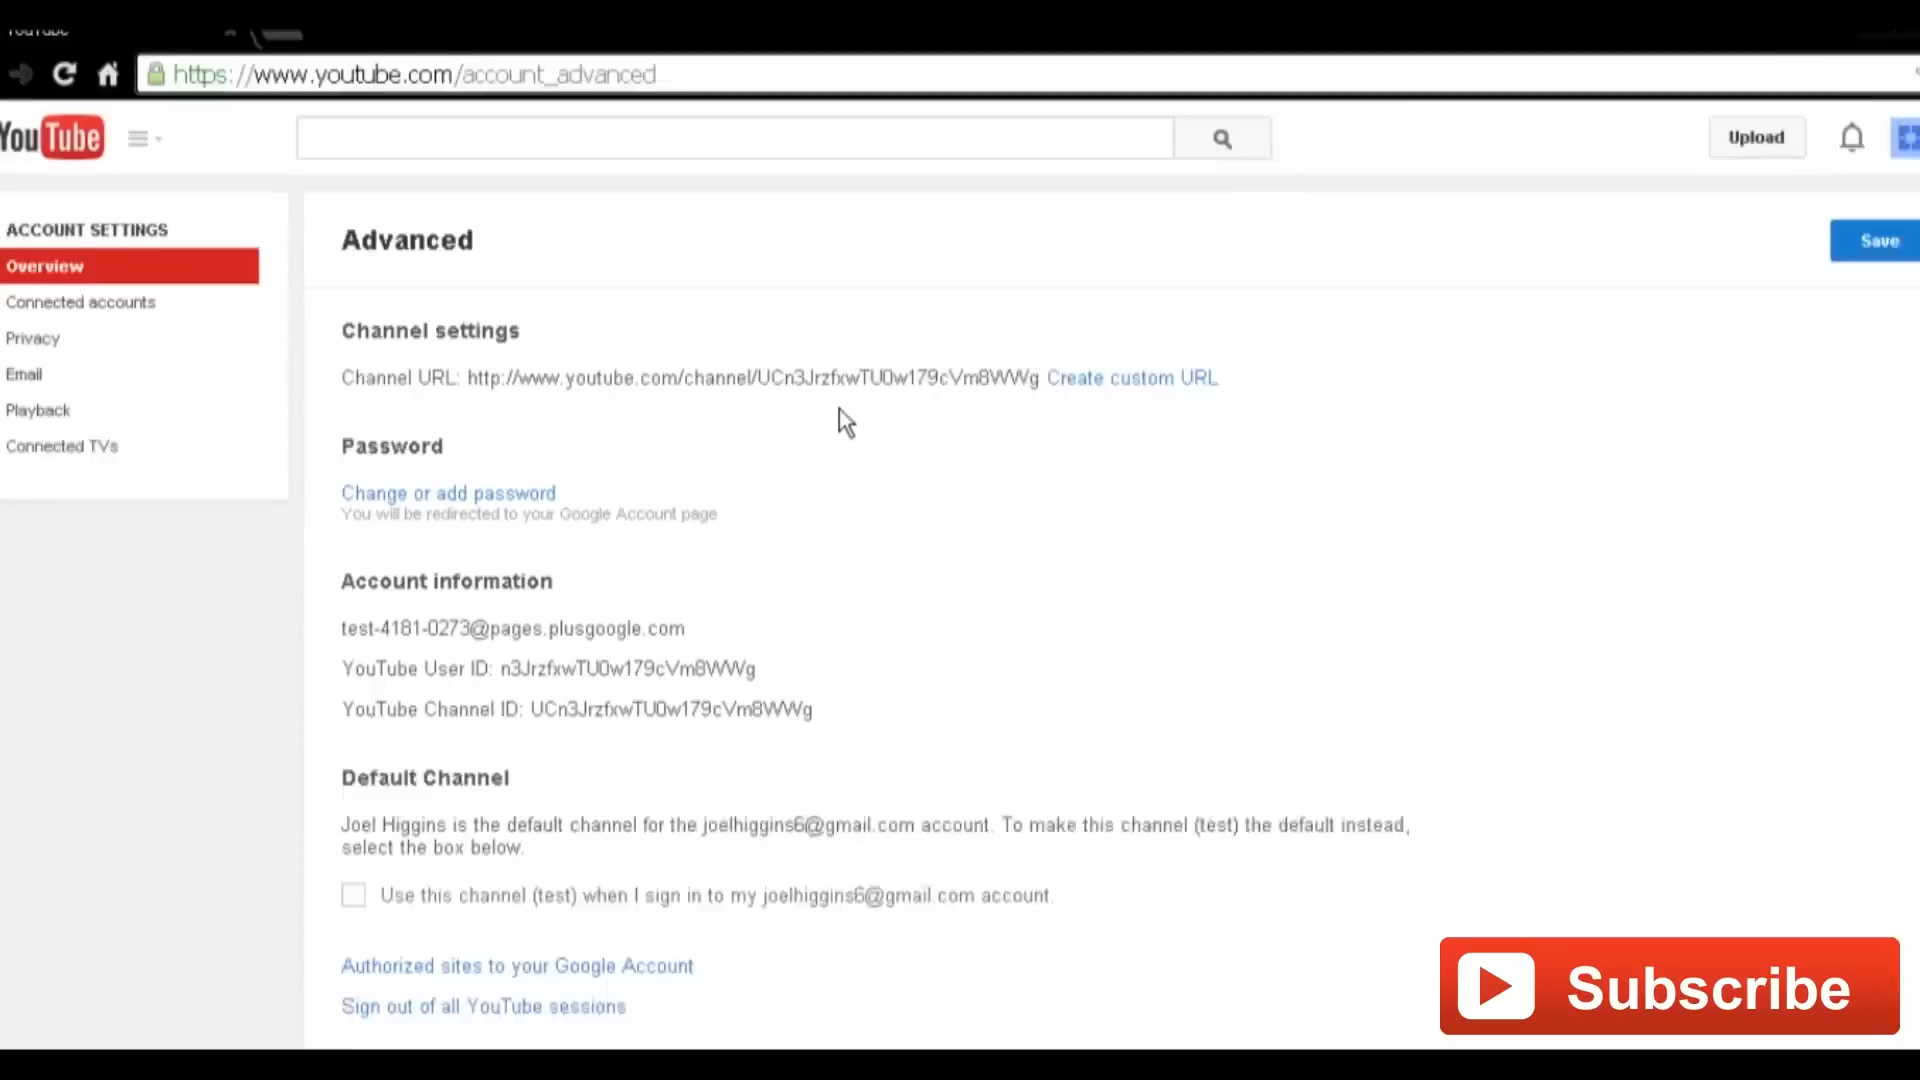 https://www.youtube.com/account_advanced
YouTube
Upload
ACCOUNT SETTINGS
Overview
Connected accounts
Privacy
Email
Playback
Connected TVs
Advanced
Save
Channel settings
Channel URL: http://www.youtube.com/channel/UCn3JrzfxwTU0w179cVm8WWg Create custom URL
Password
Change or add password
You will be redirected to your Google Account page
Account information
test-4181-0273@pages.plusgoogle.com
YouTube User ID: n3JrzfxwTU0w179cVm8WWg
YouTube Channel ID: UCn3JrzfxwTU0w179cVm8WWg
Default Channel
Joel Higgins is the default channel for the joelhiggins6@gmail.com account. To make this channel (test) the default instead,
select the box below.
Use this channel (test) when I sign in to my joelhiggins6@gmail.com account.
Authorized sites to your Google Account
Sign out of all YouTube sessions
Subscribe